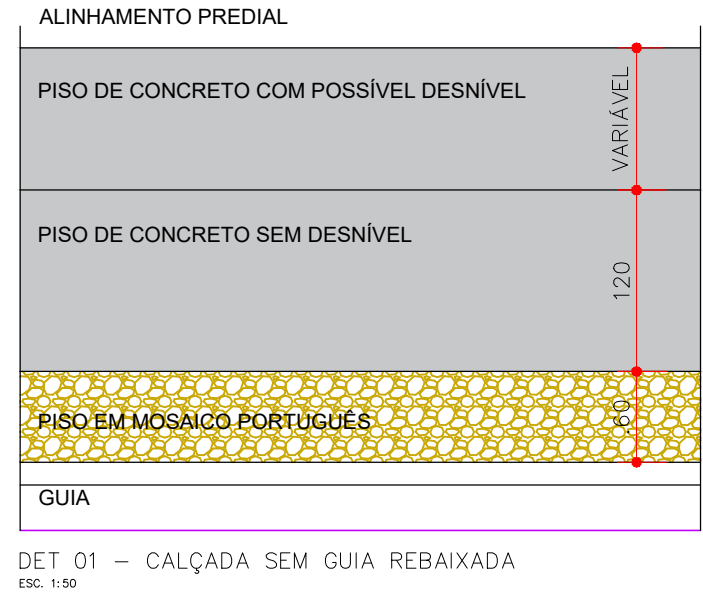 ALINHAMENTO PREDIAL
PISO DE CONCRETO COM POSSÍVEL DESNÍVEL
VARIÁVEL
PISO DE CONCRETO SEM DESNÍVEL
120
PISO EM MOSAICO PORTUGUÊS
.60
GUIA
DET 01 – CALÇADA SEM GUIA REBAIXADA
ESC. 1:50